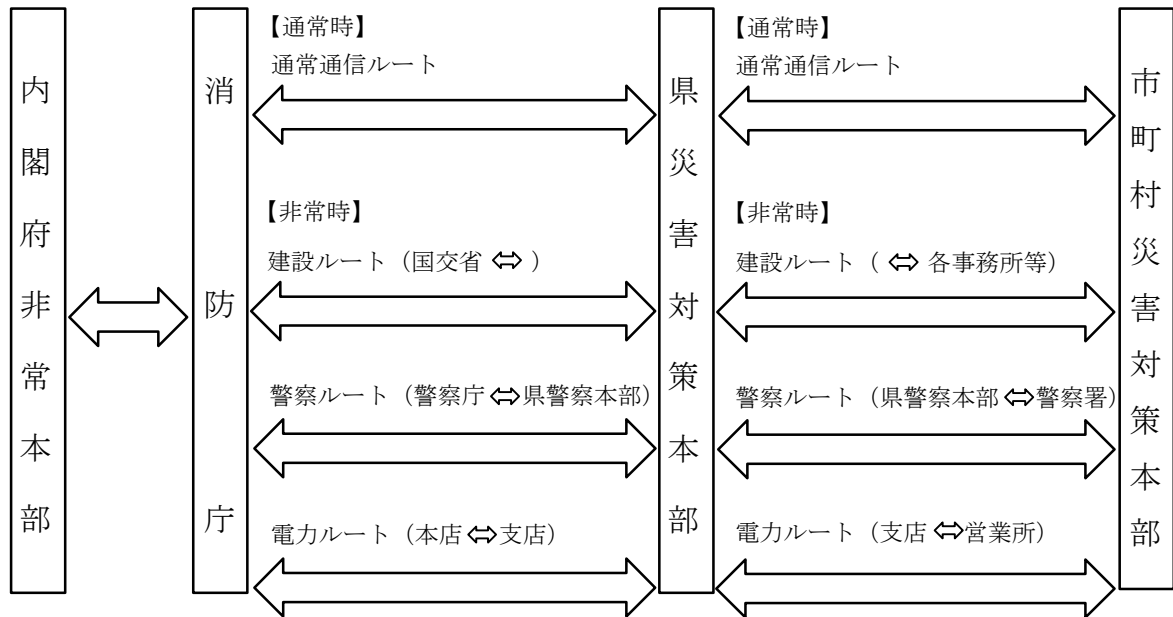 内閣府非常本部
消防庁
【通常時】
通常通信ルート
【非常時】
建設ルート（国交省 ⇔ ）
警察ルート（警察庁 ⇔ 県警察本部）
電力ルート（本店 ⇔ 支店）
県災害対策本部
【通常時】
通常通信ルート
【非常時】
建設ルート（ ⇔ 各事務所等）
警察ルート（県警察本部 ⇔ 警察署）
電力ルート（支店 ⇔ 営業所）
市町村災害対策本部